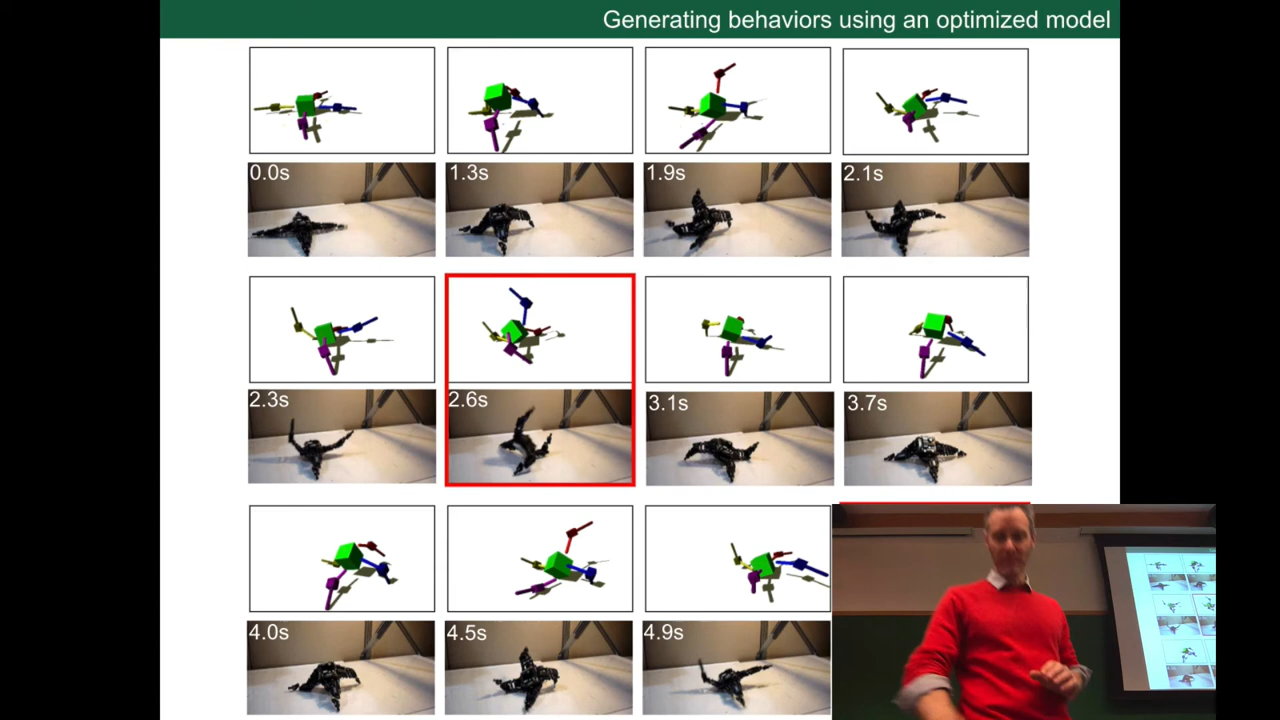 Generating behaviors using an optimized model
0.0s
1.3s
1.9s
2.1s
2.3s
2.6s
3.1s
3.7s
4.0s
4.5s
4.9s